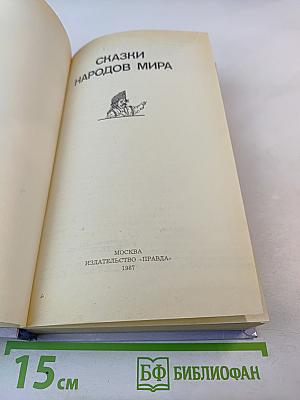 СКАЗКИ
НАРОДОВ МИРА
МОСКВА
ИЗДАТЕЛЬСТВО «ПРАВДА»
1987
15 см
БФ БИБЛИОФАН